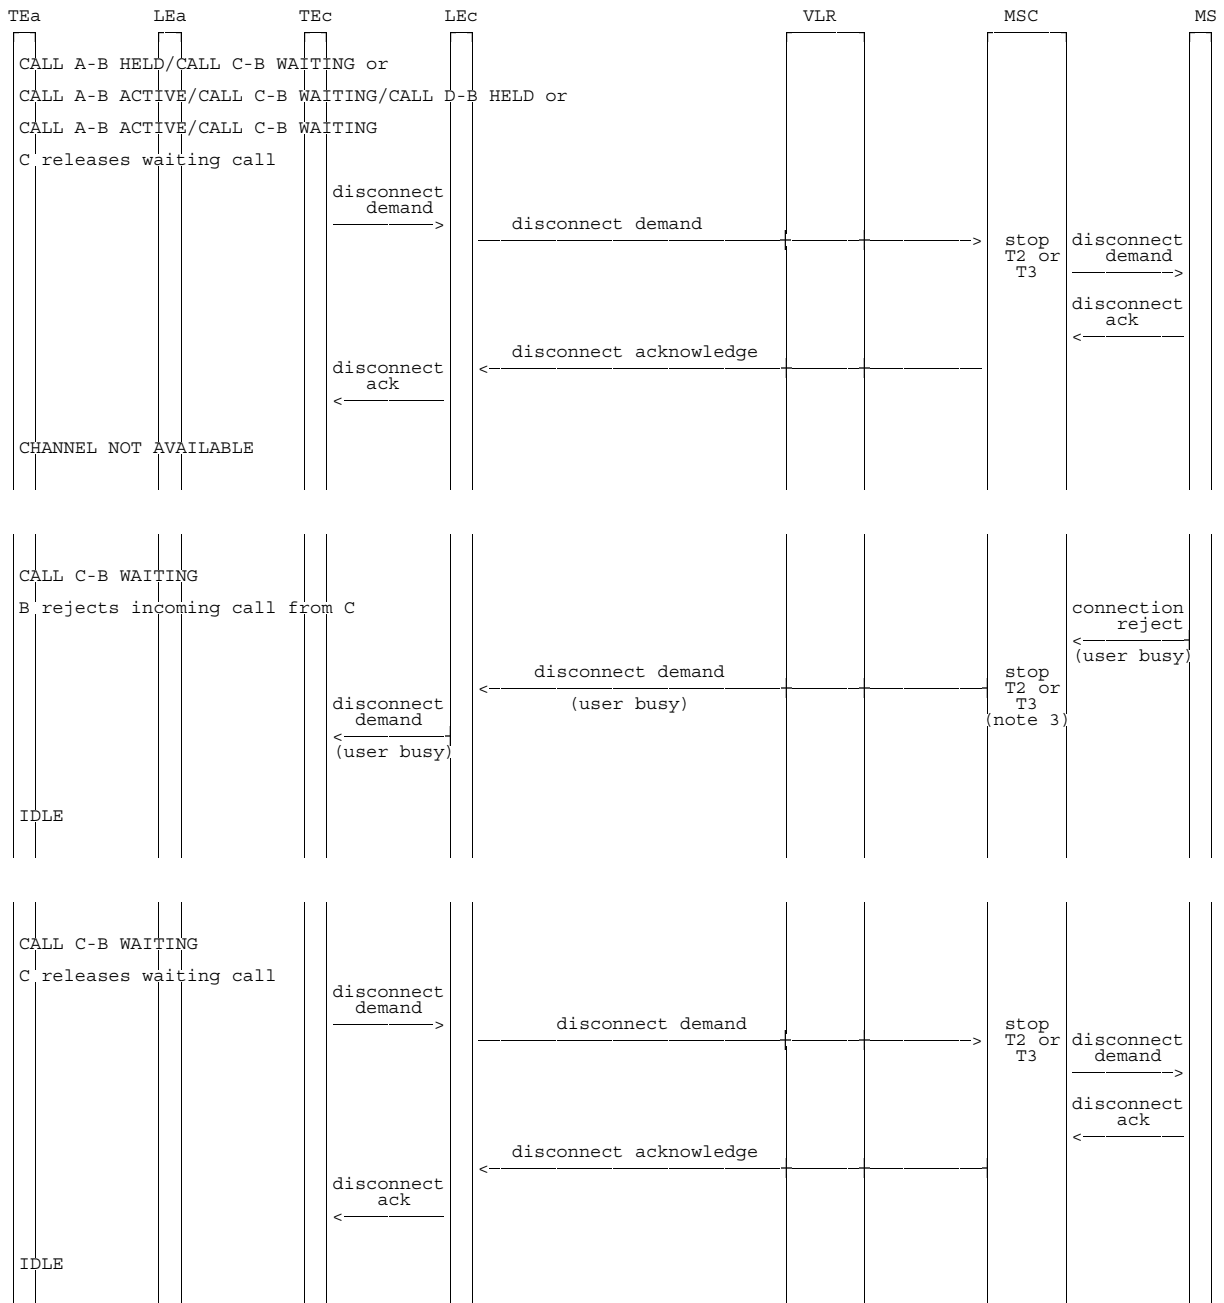 TEa LEa TEc LEc VLR MSC MS
CALL A-B HELD/CALL C-B WAITING or
CALL A-B ACTIVE/CALL C-B WAITING/CALL D-B HELD or
CALL A-B ACTIVE/CALL C-B WAITING
C releases waiting call
disconnect
demand
disconnect demand
stop
T2 or
T3
disconnect
demand
disconnect
ack
disconnect acknowledge
disconnect
ack
CHANNEL NOT AVAILABLE
CALL C-B WAITING
B rejects incoming call from C
connection
reject
(user busy)
disconnect demand
(user busy)
stop
T2 or
T3
(note 3)
disconnect
demand
(user busy)
IDLE
CALL C-B WAITING
C releases waiting call
disconnect
demand
disconnect demand
stop
T2 or
T3
disconnect
demand
disconnect
ack
disconnect acknowledge
disconnect
ack
IDLE